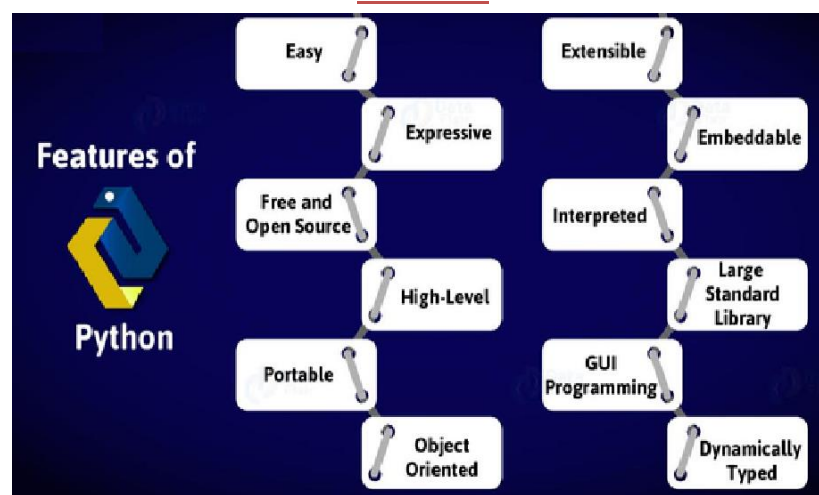 Features of
Python
Easy
Expressive
Free and
Open Source
High-Level
Portable
Object
Oriented
Extensible
Embeddable
Interpreted
Large
Standard
Library
GUI
Programming
Dynamically
Typed